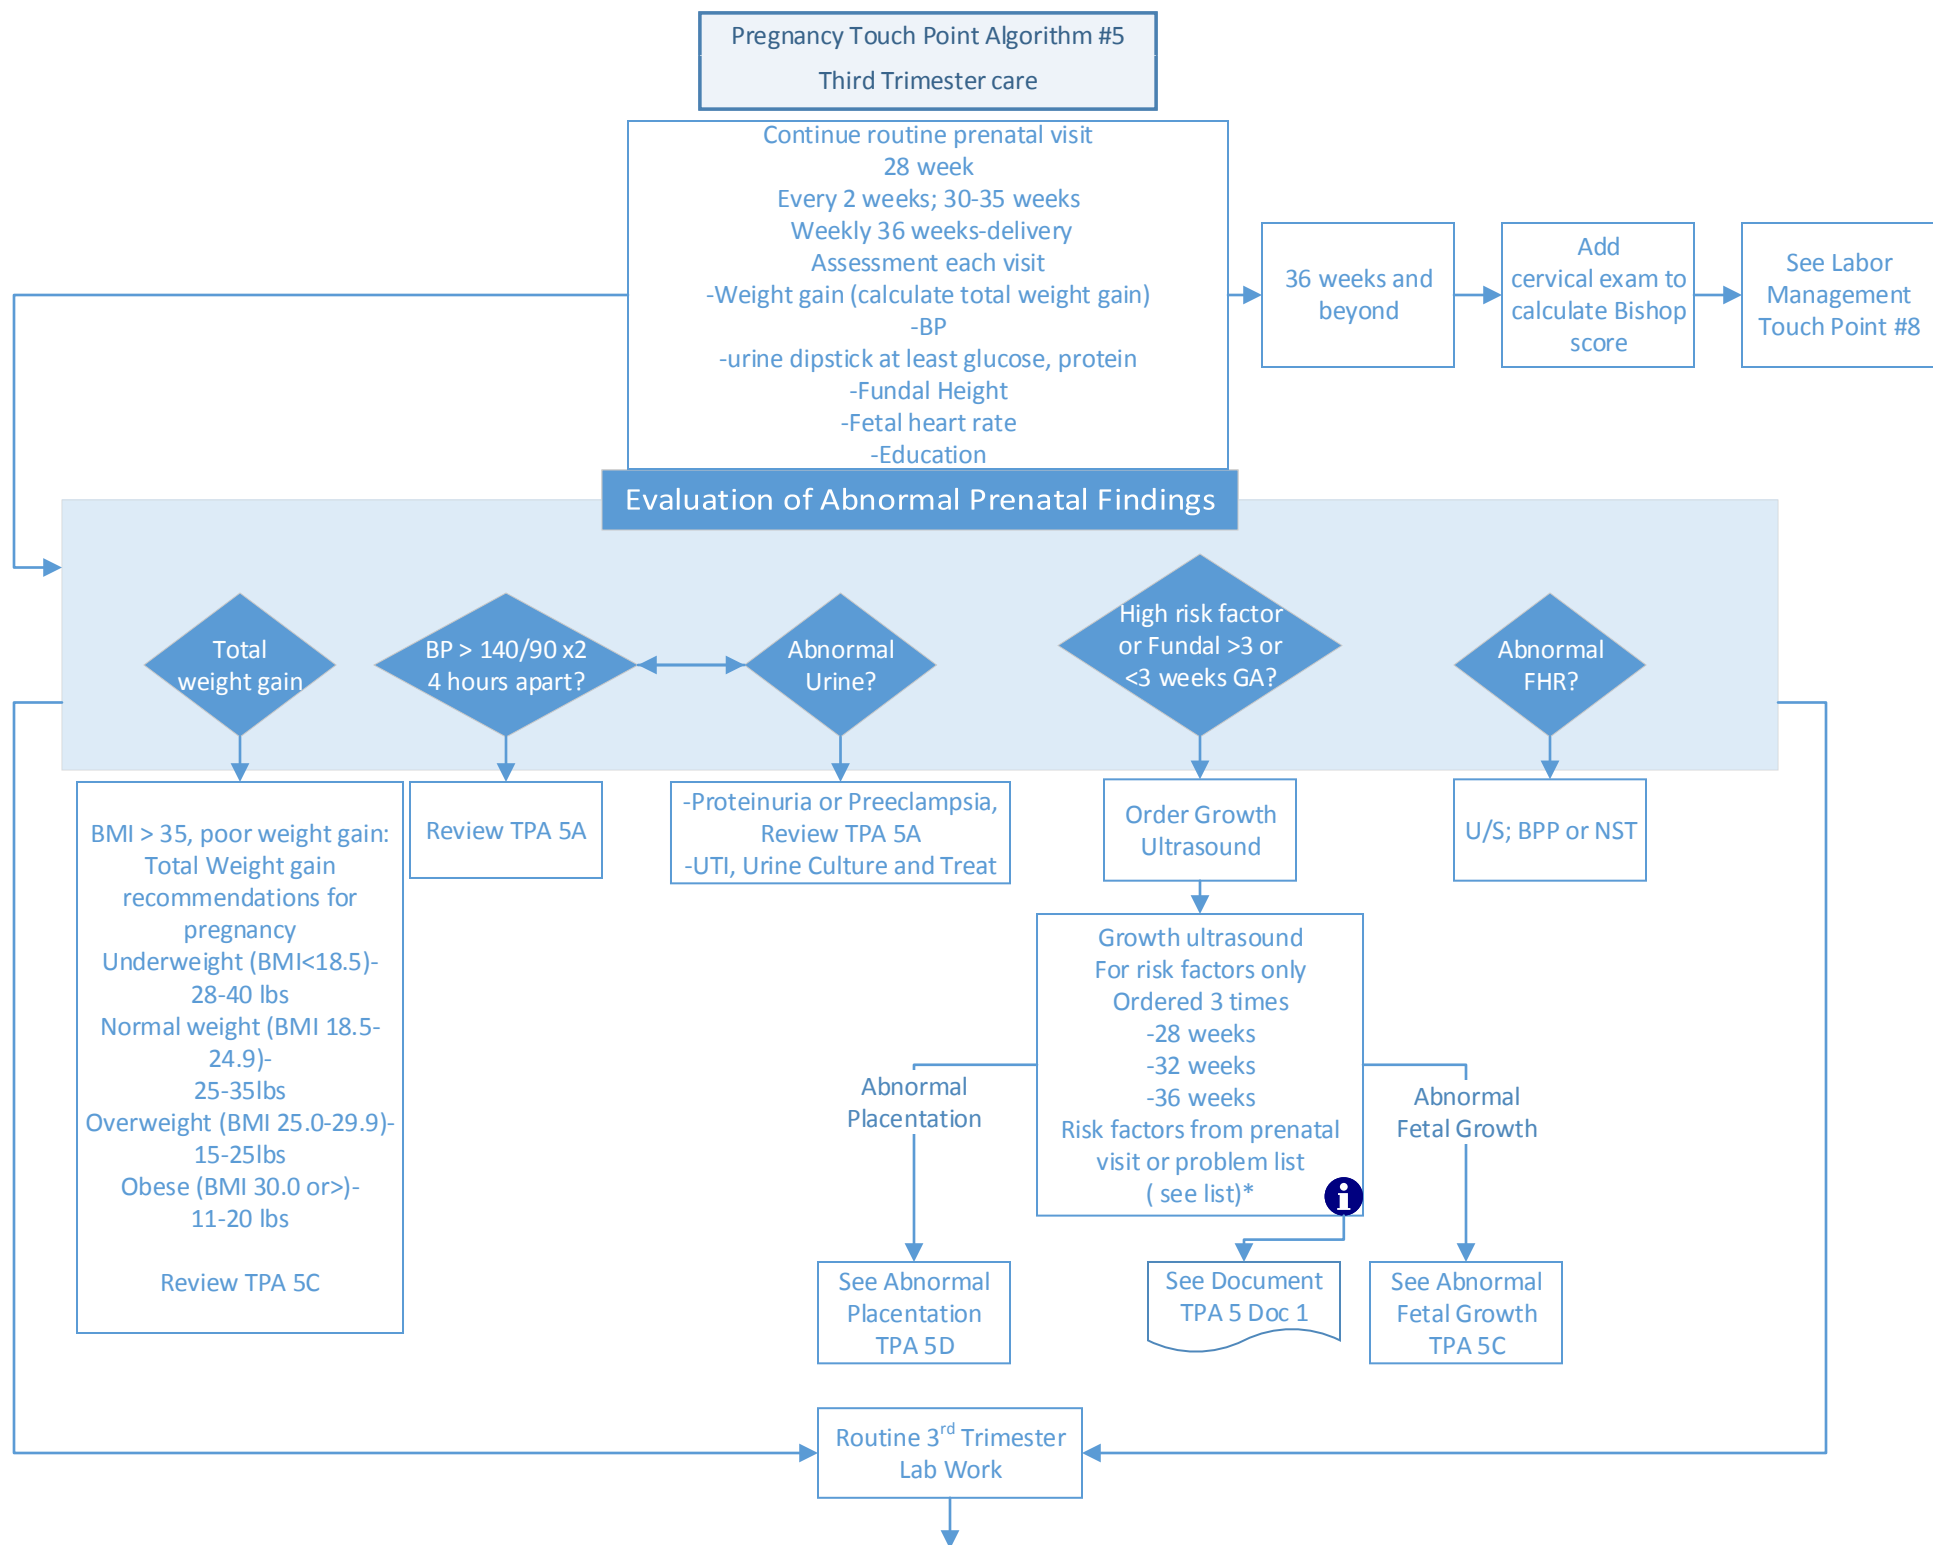 Pregnancy Touch Point Algorithm #5
Third Trimester care
Continue routine prenatal visit
28 week
Every 2 weeks; 30-35 weeks
Weekly 36 weeks-delivery
Assessment each visit
-Weight gain (calculate total weight gain)
-BP
-urine dipstick at least glucose, protein
-Fundal Height
-Fetal heart rate
-Education
36 weeks and
beyond
Add
cervical exam to
calculate Bishop
score
See Labor
Management
Touch Point #8
Evaluation of Abnormal Prenatal Findings
Total
weight gain
BP > 140/90 x2
4 hours apart?
Abnormal
Urine?
High risk factor
or Fundal >3 or
<3 weeks GA?
Abnormal
FHR?
BMI > 35, poor weight gain:
Total Weight gain
recommendations for
pregnancy
Underweight (BMI<18.5)-
28-40 lbs
Normal weight (BMI 18.5-
24.9)-
25-35lbs
Overweight (BMI 25.0-29.9)-
15-25lbs
Obese (BMI 30.0 or>)-
11-20 lbs
Review TPA 5C
Review TPA 5A
-Proteinuria or Preeclampsia,
Review TPA 5A
-UTI, Urine Culture and Treat
Order Growth
Ultrasound
U/S; BPP or NST
Growth ultrasound
For risk factors only
Ordered 3 times
-28 weeks
-32 weeks
-36 weeks
Risk factors from prenatal
visit or problem list
( see list)*
i
Abnormal
Placentation
Abnormal
Fetal Growth
See Abnormal
Placentation
TPA 5D
See Document
TPA 5 Doc 1
See Abnormal
Fetal Growth
TPA 5C
Routine 3rd Trimester
Lab Work